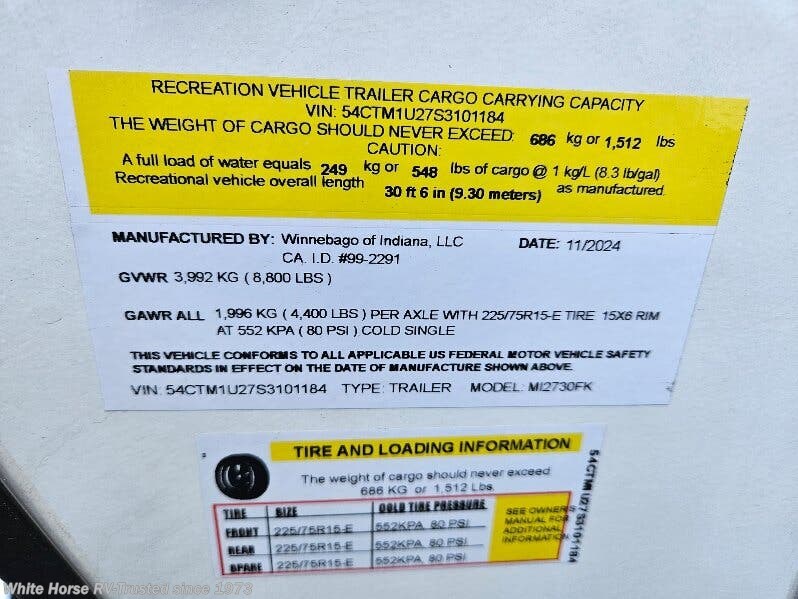 RECREATION VEHICLE TRAILER CARGO CARRYING CAPACITY
VIN: 54CTM1U27S3101184
THE WEIGHT OF CARGO SHOULD NEVER EXCEED: 686 kg or 1,512 lbs
CAUTION:
A full load of water equals 249 kg or 548 lbs of cargo @ 1 kg/L (8.3 lb/gal)
Recreational vehicle overall length 30 ft 6 in (9.30 meters) as manufactured.
MANUFACTURED BY: Winnebago of Indiana, LLC DATE: 11/2024
CA. I.D. #99-2291
GVWR 3,992 KG ( 8,800 LBS )
GAWR ALL 1,996 KG ( 4,400 LBS ) PER AXLE WITH 225/75R15-E TIRE 15X6 RIM
AT 552 KPA ( 80 PSI ) COLD SINGLE
THIS VEHICLE CONFORMS TO ALL APPLICABLE US FEDERAL MOTOR VEHICLE SAFETY
STANDARDS IN EFFECT ON THE DATE OF MANUFACTURE SHOWN ABOVE.
VIN: 54CTM1U27S3101184 TYPE: TRAILER MODEL: MI2730FK
TIRE AND LOADING INFORMATION
The weight of cargo should never exceed
686 KG or 1,512 Lbs.
TIRE SIZE COLD TIRE PRESSURE
FRONT 225/75R15-E 552KPA, 80 PSI
REAR 225/75R15-E 552KPA, 80 PSI
SPARE 225/75R15-E 552KPA, 80 PSI
SEE OWNER'S
MANUAL FOR
ADDITIONAL
INFORMATION
54CTM1U27S3101184
White Horse RV-Trusted since 1973